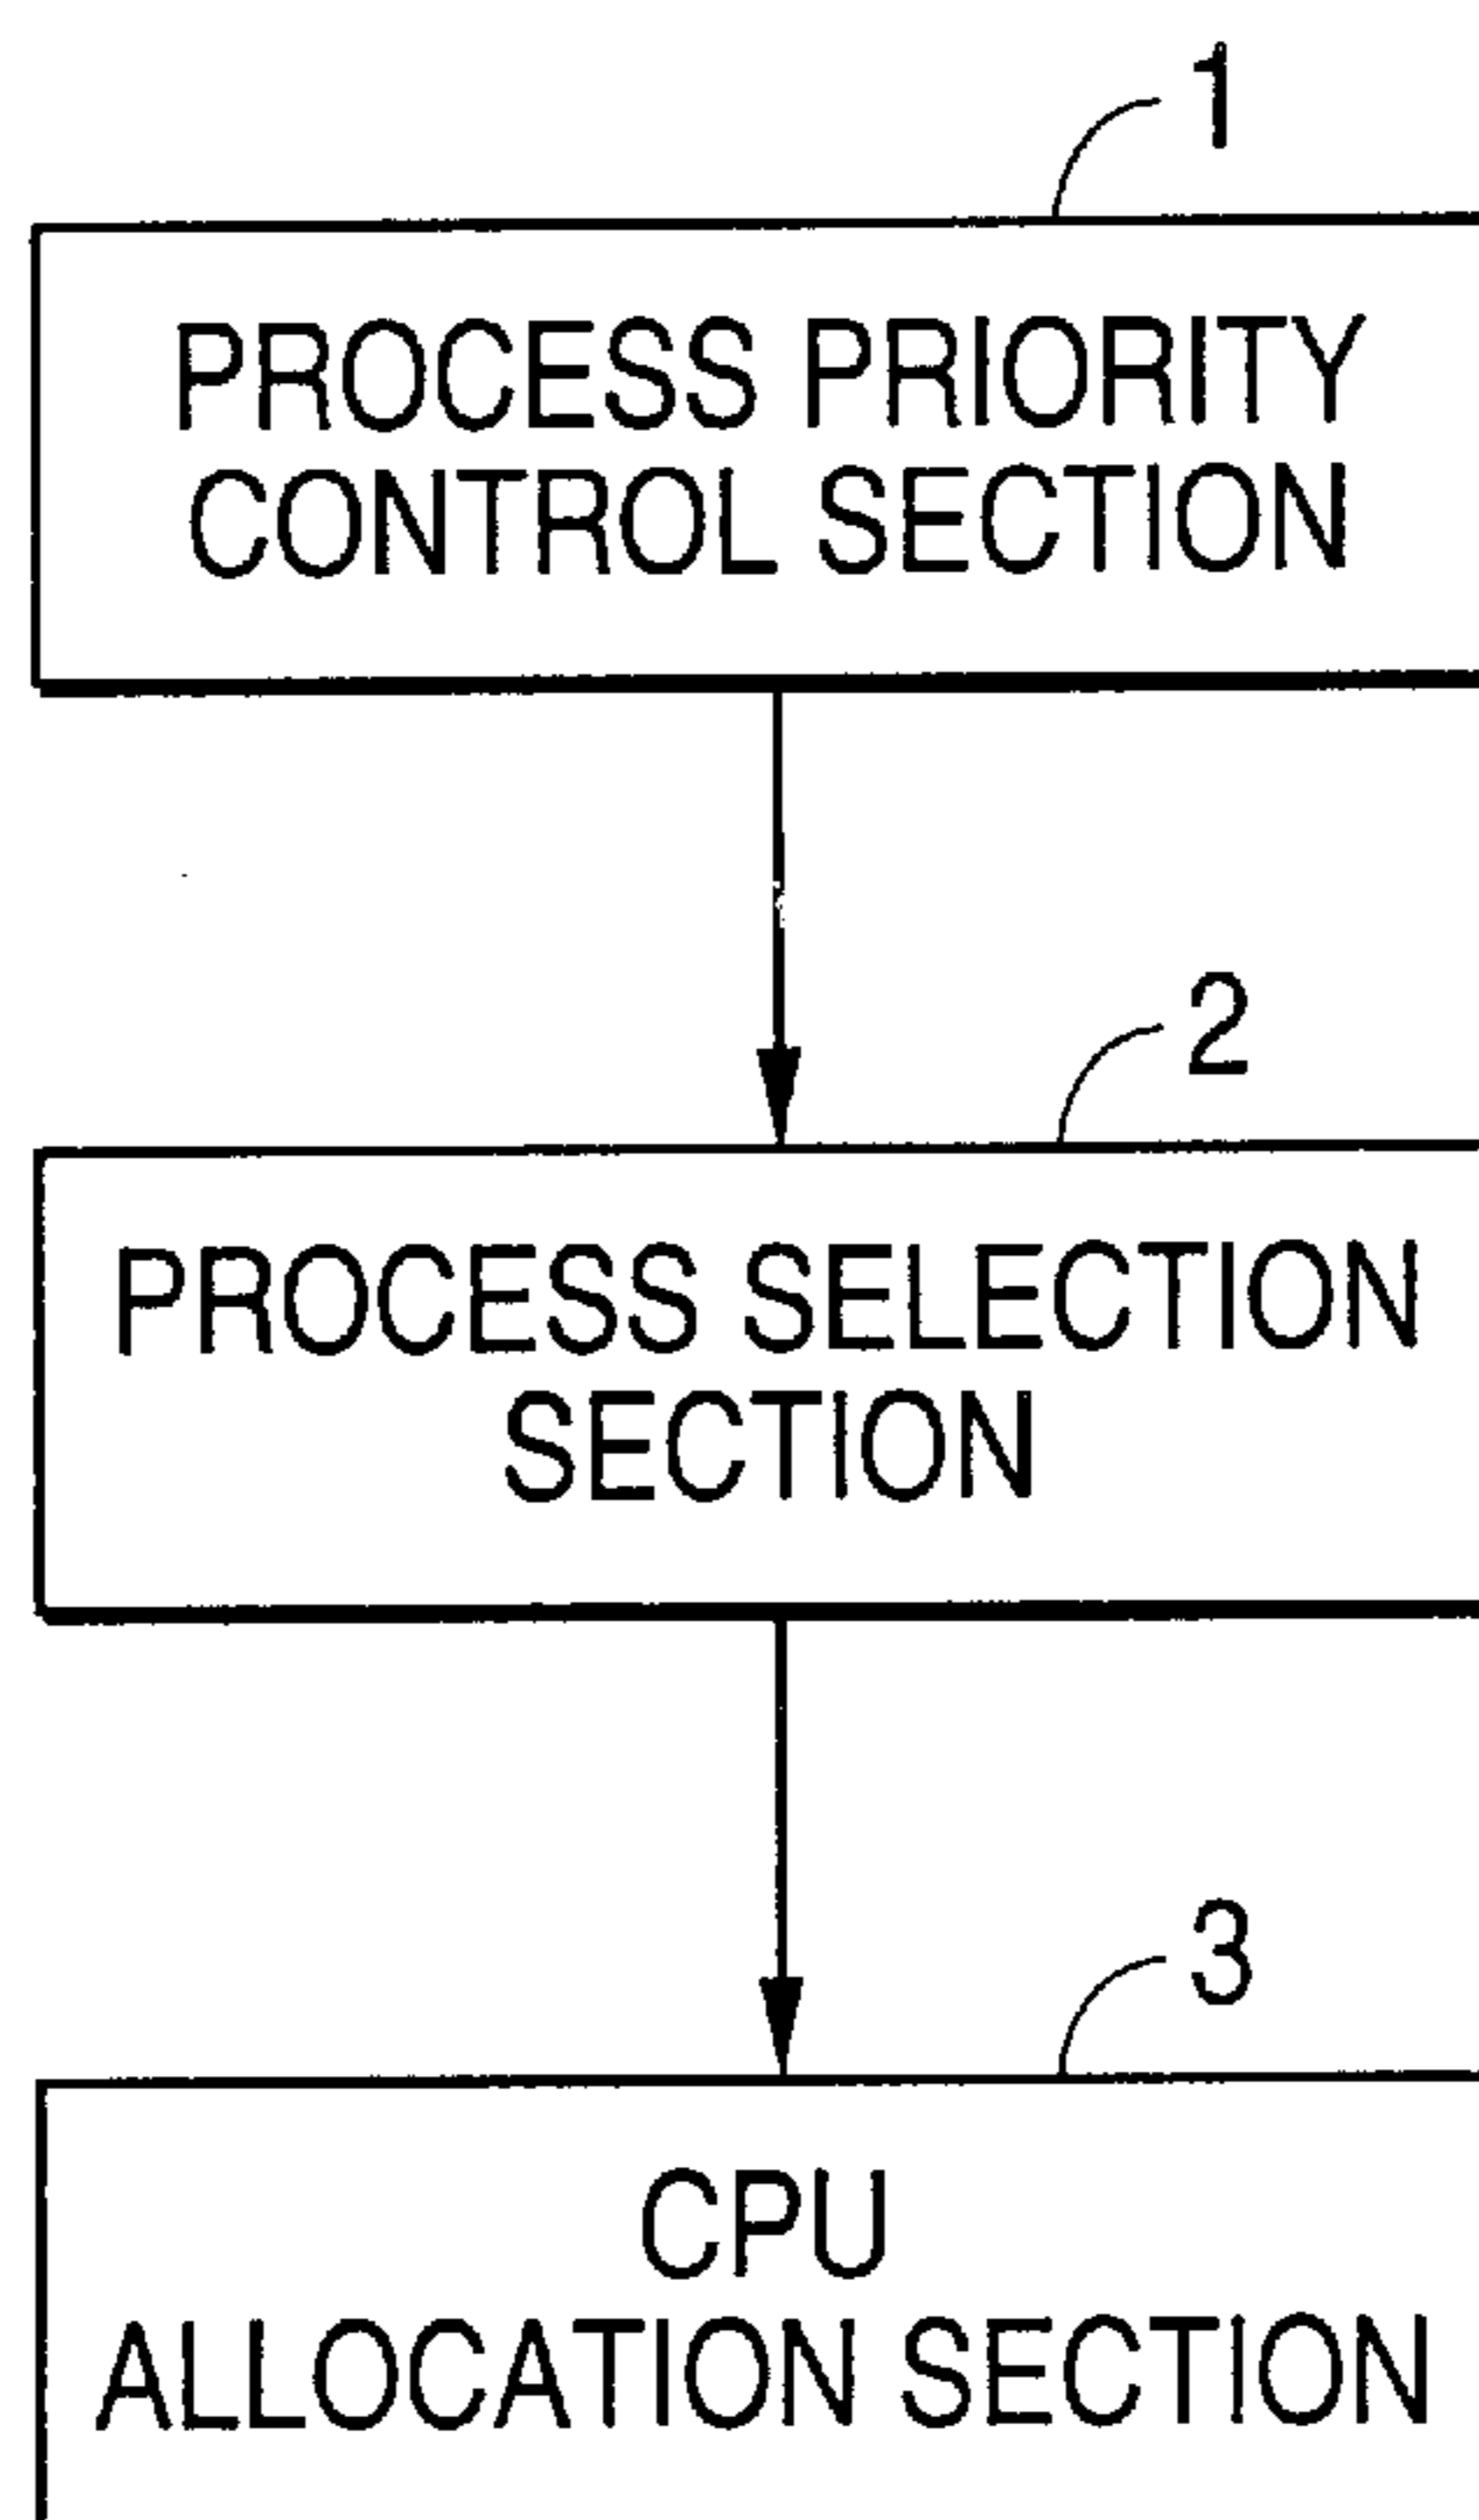 1
PROCESS PRIORITY
CONTROL SECTION
2
PROCESS SELECTION
SECTION
3
CPU
ALLOCATION SECTION